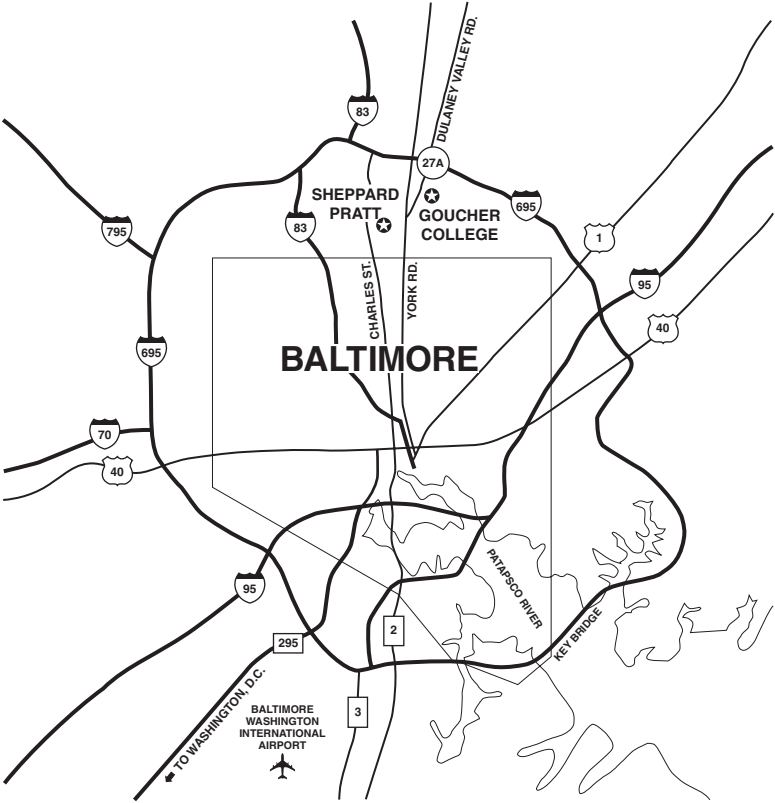 DULANEY VALLEY RD.
83
27A
SHEPPARD
PRATT
GOUCHER
COLLEGE
695
795
83
1
95
CHARLES ST.
YORK RD.
40
695
BALTIMORE
70
40
PATAPSCO RIVER
95
KEY BRIDGE
2
295
TO WASHINGTON, D.C.
3
BALTIMORE
WASHINGTON
INTERNATIONAL
AIRPORT